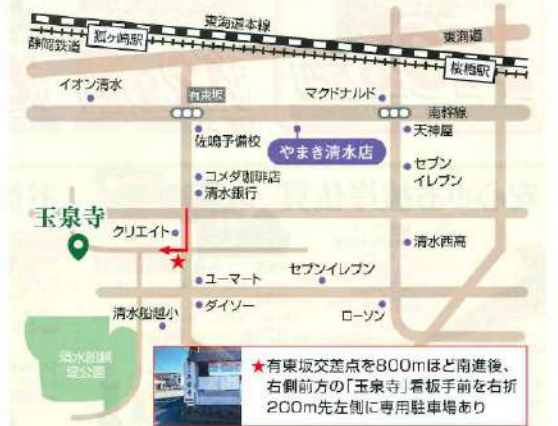 東海道本線
東海道
静岡鉄道
狐ヶ崎駅
桜橋駅
イオン清水
有東坂
マクドナルド
南幹線
佐鳴予備校
やまき清水店
天神屋
コメダ珈琲店
清水銀行
セブン
イレブン
玉泉寺
クリエイト
清水西高
★
ユーマート
セブンイレブン
清水船越小
ダイソー
ローソン
清水船越
堤公園
★有東坂交差点を800mほど南進後、
右側前方の「玉泉寺」看板手前を右折
200m先左側に専用駐車場あり